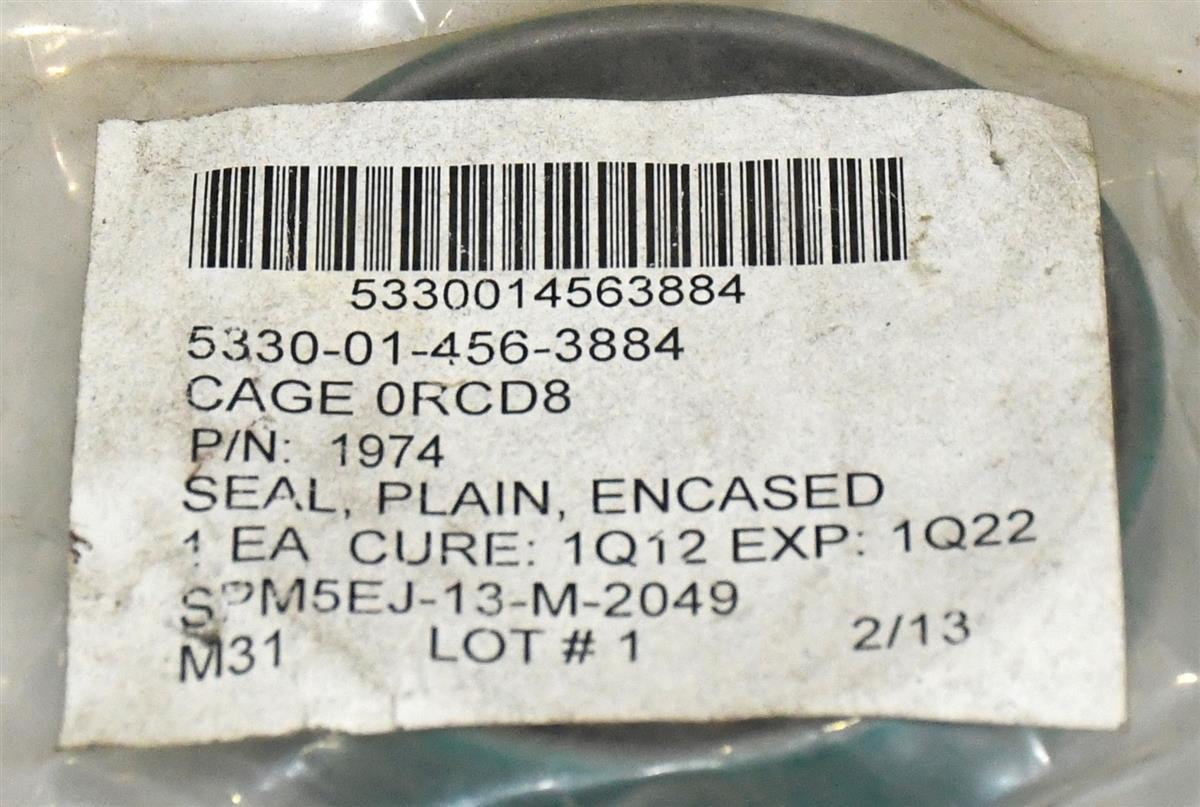 5330014563884
5330-01-456-3884
CAGE 0RCD8
P/N: 1974
SEAL, PLAIN, ENCASED
1 EA CURE: 1Q12 EXP: 1Q22
SPM5EJ-13-M-2049
M31 LOT # 1 2/13